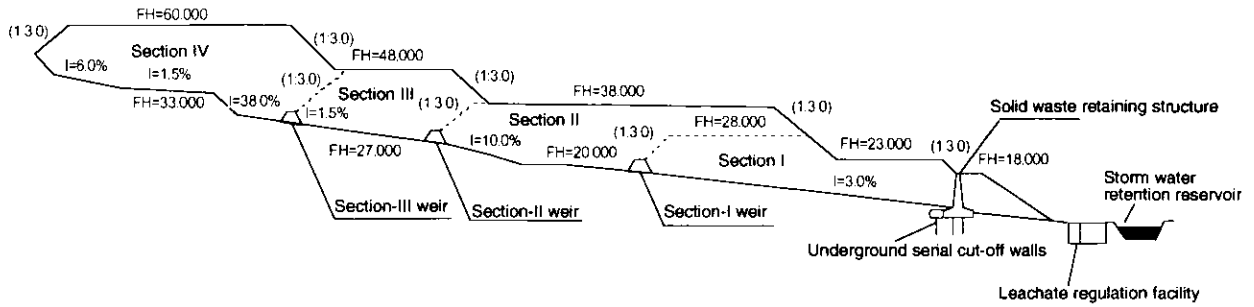 FH=60.000
(1:3.0)
(1:3.0)
FH=48.000
Section IV
I=6.0%
I=1.5%
(1:3.0)
(1:3.0)
FH=38.000
FH=33.000
I=38.0%
I=1.5%
Section III
(1:3.0)
Section II
(1:3.0)
FH=28.000
(1:3.0)
Solid waste retaining structure
FH=27.000
I=10.0%
FH=20.000
Section I
FH=23.000
(1:3.0)
FH=18.000
I=3.0%
Storm water
retention reservoir
Section-III weir
Section-II weir
Section-I weir
Underground serial cut-off walls
Leachate regulation facility